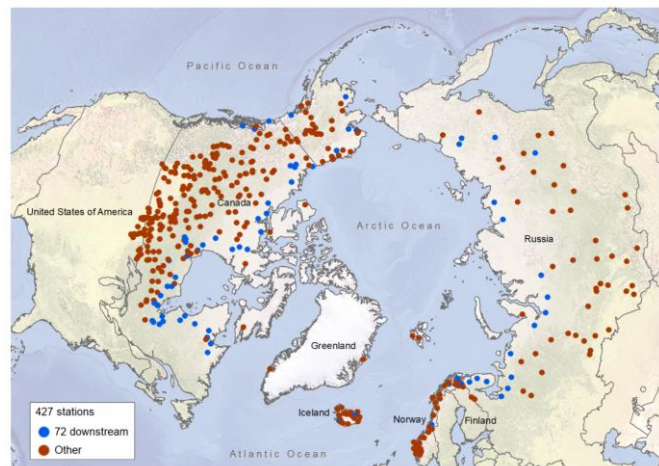 Pacific Ocean
Canada
United States of America
Arctic Ocean
Russia
Greenland
427 stations
72 downstream
Other
Iceland
Norway
Finland
Atlantic Ocean